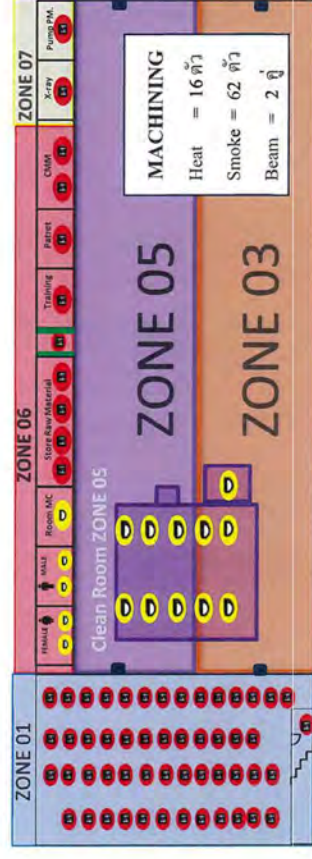 ZONE 01
ZONE 06
ZONE 07
FEMALE
MALE
Room MC
Store Raw Material
Training
Patret
CMM
X-ray
Pump PM.
Clean Room ZONE 05
ZONE 05
ZONE 03
MACHINING
Heat = 16 ตัว
Smoke = 62 ตัว
Beam = 2 คู่